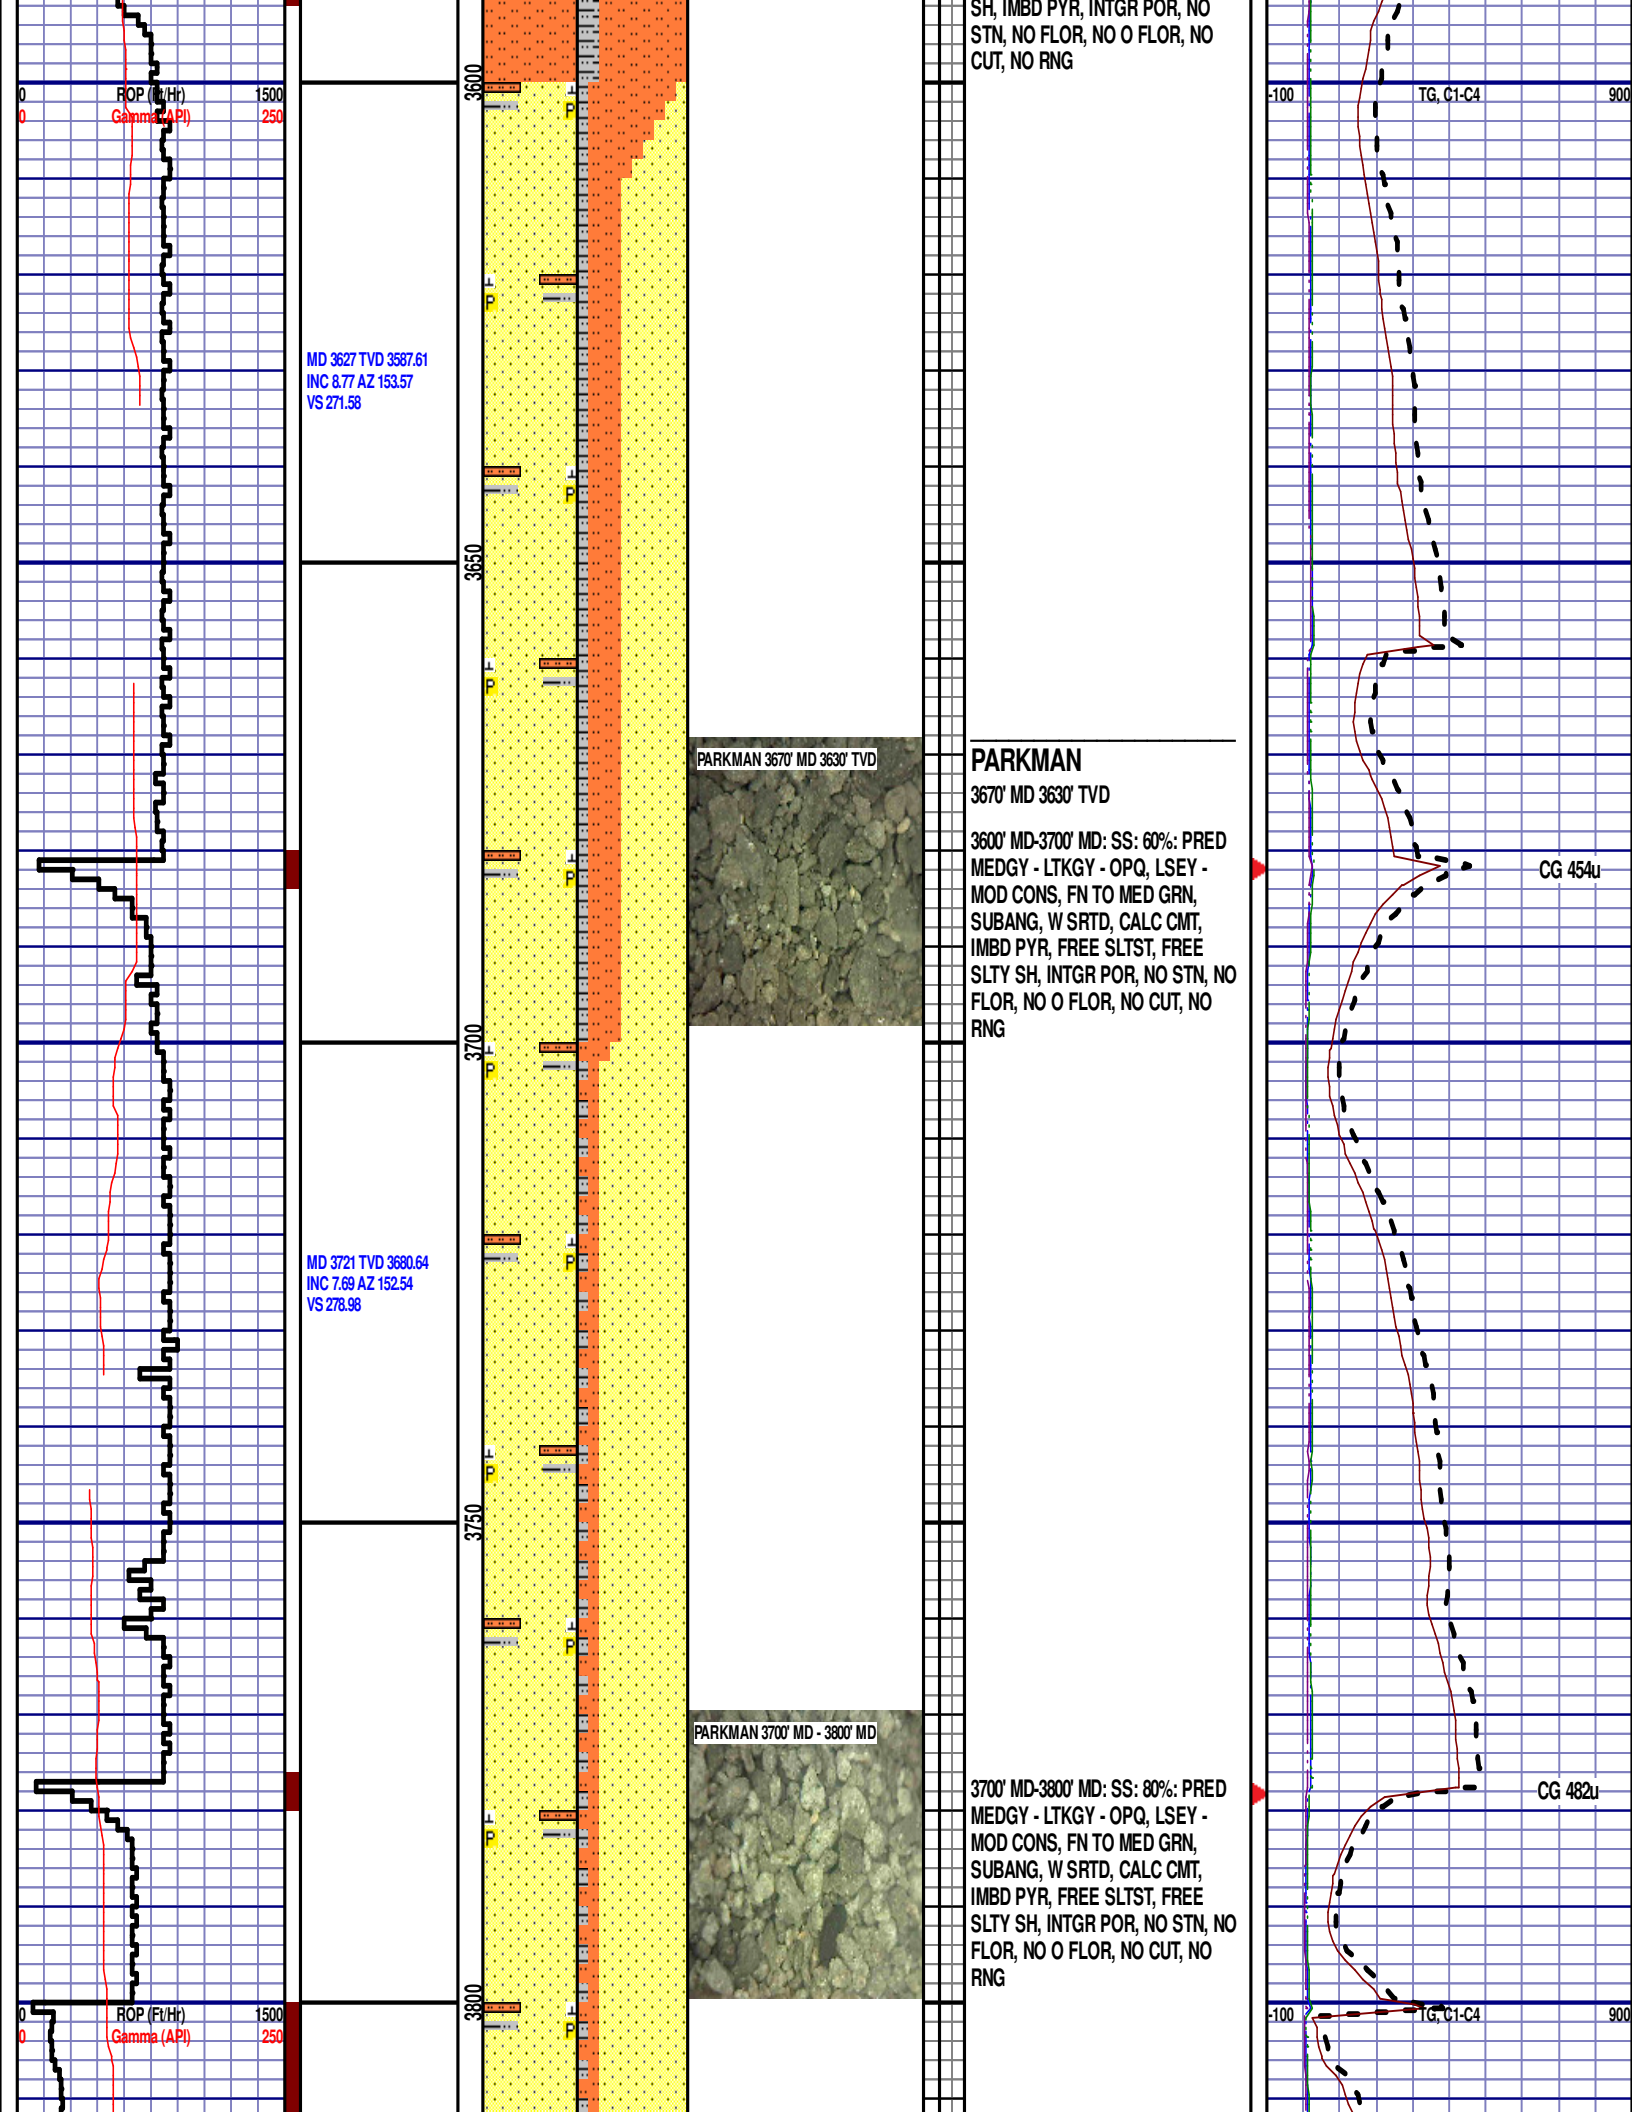 SH, IMBD PYR, INTGR POR, NO
STN, NO FLOR, NO O FLOR, NO
CUT, NO RNG
3600
0 ROP (Ft/Hr) 1500
0 Gamma (API) 250
-100 TG, C1-C4 900
P
P
MD 3627 TVD 3587.61
INC 8.77 AZ 153.57
VS 271.58
P
3650
P
PARKMAN 3670' MD 3630' TVD
PARKMAN
3670' MD 3630' TVD
3600' MD-3700' MD: SS: 60%: PRED
MEDGY - LTKGY - OPQ, LSEY -
MOD CONS, FN TO MED GRN,
SUBANG, W SRTD, CALC CMT,
IMBD PYR, FREE SLTST, FREE
SLTY SH, INTGR POR, NO STN, NO
FLOR, NO O FLOR, NO CUT, NO
RNG
P
CG 454u
3700
P
P
MD 3721 TVD 3680.64
INC 7.69 AZ 152.54
VS 278.98
P
3750
P
PARKMAN 3700' MD - 3800' MD
3700' MD-3800' MD: SS: 80%: PRED
MEDGY - LTKGY - OPQ, LSEY -
MOD CONS, FN TO MED GRN,
SUBANG, W SRTD, CALC CMT,
IMBD PYR, FREE SLTST, FREE
SLTY SH, INTGR POR, NO STN, NO
FLOR, NO O FLOR, NO CUT, NO
RNG
CG 482u
P
3800
0 ROP (Ft/Hr) 1500
0 Gamma (API) 250
-100 TG, C1-C4 900
P